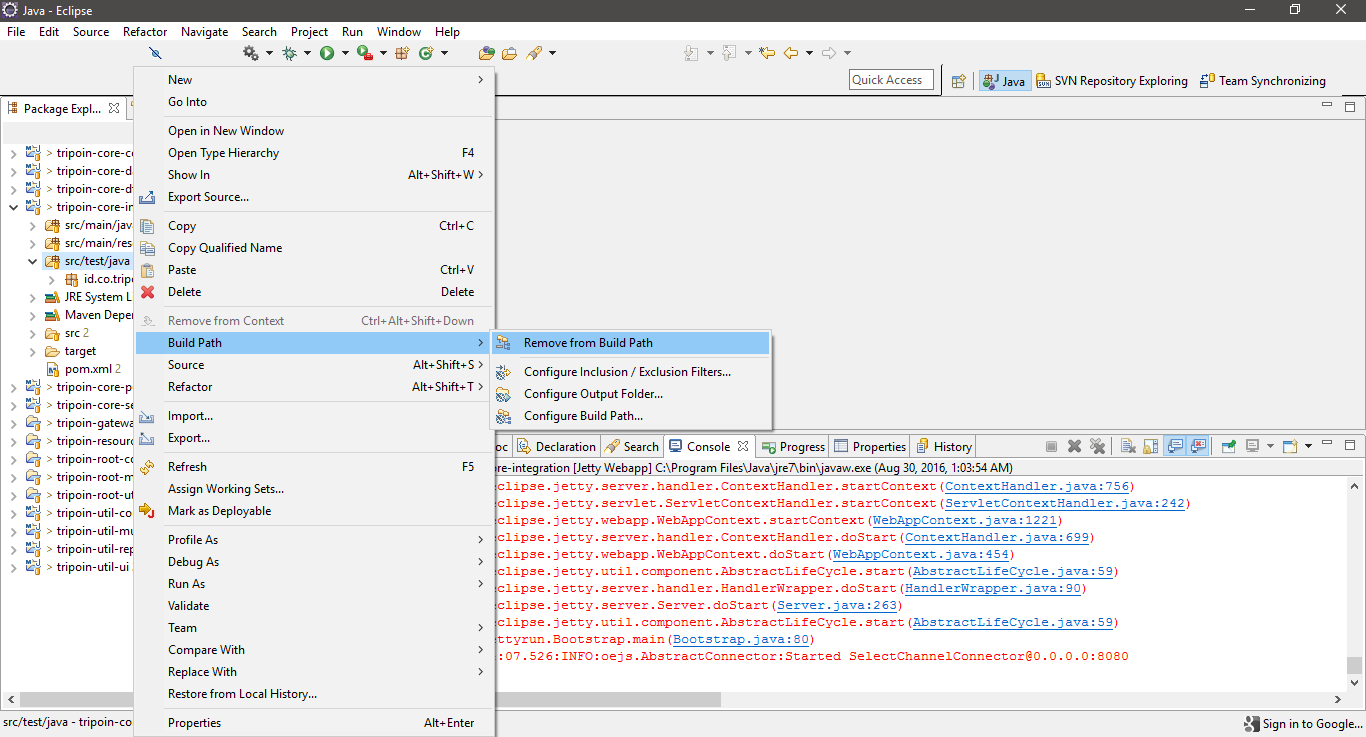 Java - Eclipse
File Edit Source Refactor Navigate Search Project Run Window Help
Quick Access
Java
SVN Repository Exploring
Team Synchronizing
Package Expl...
> tripoin-core-c
> tripoin-core-d
> tripoin-core-d
> tripoin-core-in
src/main/jav
src/main/res
src/test/java
id.co.trip
JRE System L
Maven Deper
src 2
target
pom.xml 2
> tripoin-core-p
> tripoin-core-se
> tripoin-gatewa
> tripoin-resourc
> tripoin-root-co
> tripoin-root-m
> tripoin-root-ut
> tripoin-util-co
> tripoin-util-mu
> tripoin-util-rep
> tripoin-util-ui
New
Go Into
Open in New Window
Open Type Hierarchy F4
Show In Alt+Shift+W >
Export Source...
Copy Ctrl+C
Copy Qualified Name
Paste Ctrl+V
Delete Delete
Remove from Context Ctrl+Alt+Shift+Down
Build Path
Source Alt+Shift+S >
Refactor Alt+Shift+T >
Import...
Export...
Refresh F5
Assign Working Sets...
Mark as Deployable
Profile As
Debug As
Run As
Validate
Team
Compare With
Replace With
Restore from Local History...
Properties Alt+Enter
Remove from Build Path
Configure Inclusion / Exclusion Filters...
Configure Output Folder...
Configure Build Path...
oc Declaration Search Console Progress Properties History
re-integration [Jetty Webapp] C:\Program Files\Java\jre7\bin\javaw.exe (Aug 30, 2016, 1:03:54 AM)
eclipse.jetty.server.handler.ContextHandler.startContext(ContextHandler.java:756)
eclipse.jetty.servlet.ServletContextHandler.startContext(ServletContextHandler.java:242)
eclipse.jetty.webapp.WebAppContext.startContext(WebAppContext.java:1221)
eclipse.jetty.server.handler.ContextHandler.doStart(ContextHandler.java:699)
eclipse.jetty.webapp.WebAppContext.doStart(WebAppContext.java:454)
eclipse.jetty.util.component.AbstractLifeCycle.start(AbstractLifeCycle.java:59)
eclipse.jetty.server.handler.HandlerWrapper.doStart(HandlerWrapper.java:90)
eclipse.jetty.server.Server.doStart(Server.java:263)
eclipse.jetty.util.component.AbstractLifeCycle.start(AbstractLifeCycle.java:59)
ettyrun.Bootstrap.main(Bootstrap.java:80)
:07.526:INFO:oejs.AbstractConnector:Started SelectChannelConnector@0.0.0.0:8080
src/test/java - tripoin-co
Sign in to Google...